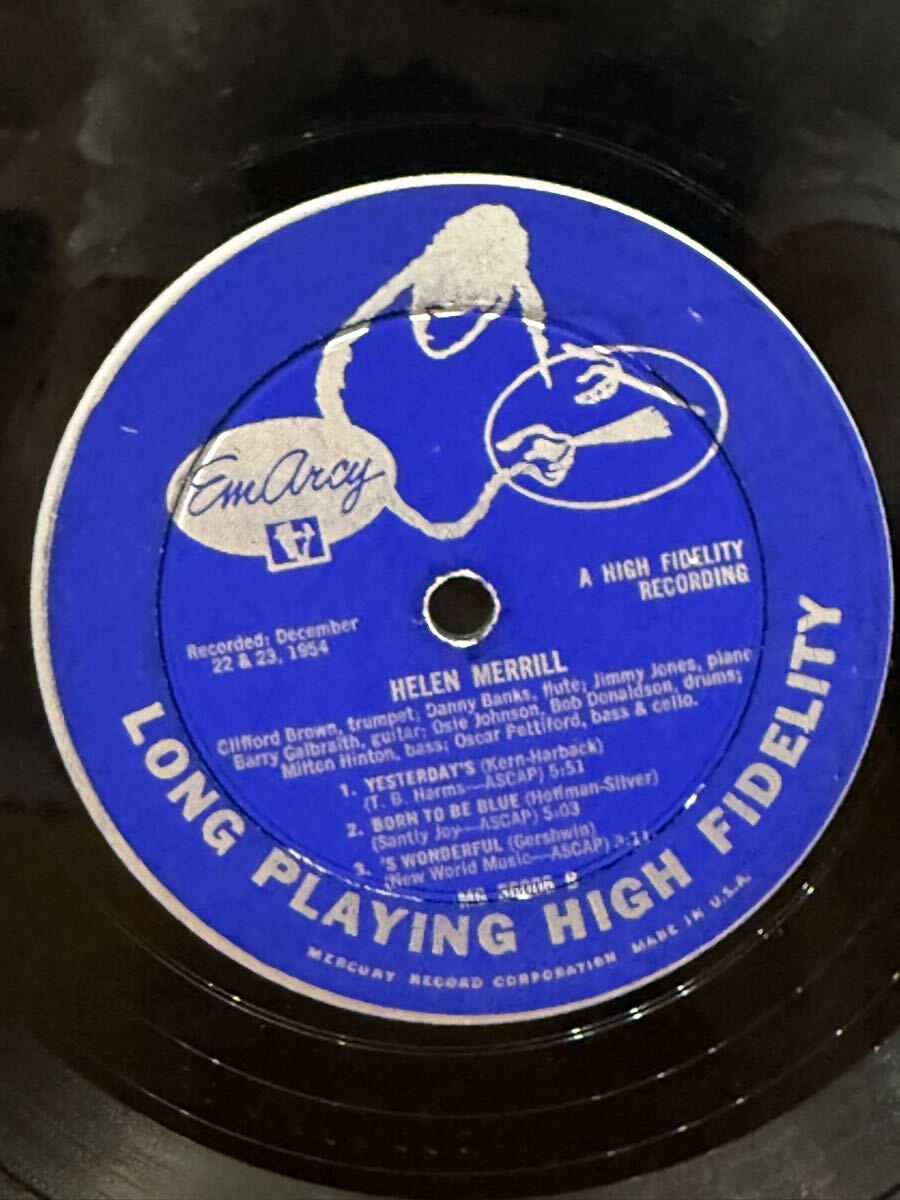 EmArcy
A HIGH FIDELITY
RECORDING
Recorded: December
22 & 23, 1954
HELEN MERRILL
Clifford Brown, trumpet; Danny Banks, flute; Jimmy Jones, piano
Barry Galbraith, guitar; Osie Johnson, Bob Donaldson, drums;
Milton Hinton, bass; Oscar Pettiford, bass & cello.
1. YESTERDAY'S (Kern-Harback)
(T. B. Harms—ASCAP) 5:51
2. BORN TO BE BLUE (Hoffman-Silver)
(Santly Joy—ASCAP) 5:03
3. 'S WONDERFUL (Gershwin)
(New World Music—ASCAP)
LONG PLAYING HIGH FIDELITY
MERCURY RECORD CORPORATION MADE IN U.S.A.